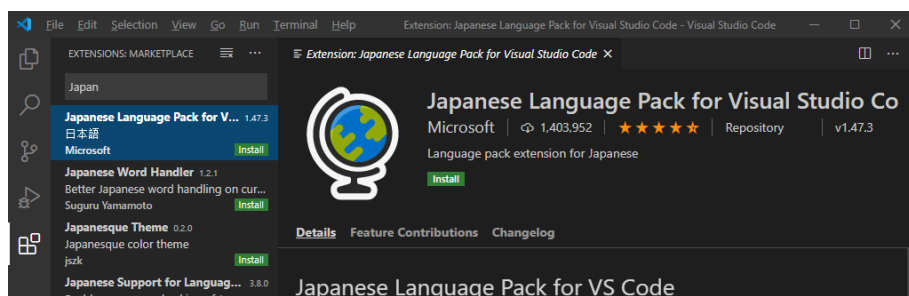 File Edit Selection View Go Run Terminal Help Extension: Japanese Language Pack for Visual Studio Code - Visual Studio Code
EXTENSIONS: MARKETPLACE
Japan
Japanese Language Pack for V... 1.47.3
日本語
Microsoft Install
Japanese Word Handler 1.2.1
Better Japanese word handling on cur...
Suguru Yamamoto Install
Japanesque Theme 0.2.0
Japanesque color theme
jszk Install
Japanese Support for Languag... 3.8.0
Extension: Japanese Language Pack for Visual Studio Code
Japanese Language Pack for Visual Studio Co
Microsoft 1,403,952 Repository v1.47.3
Language pack extension for Japanese
Install
Details Feature Contributions Changelog
Japanese Language Pack for VS Code